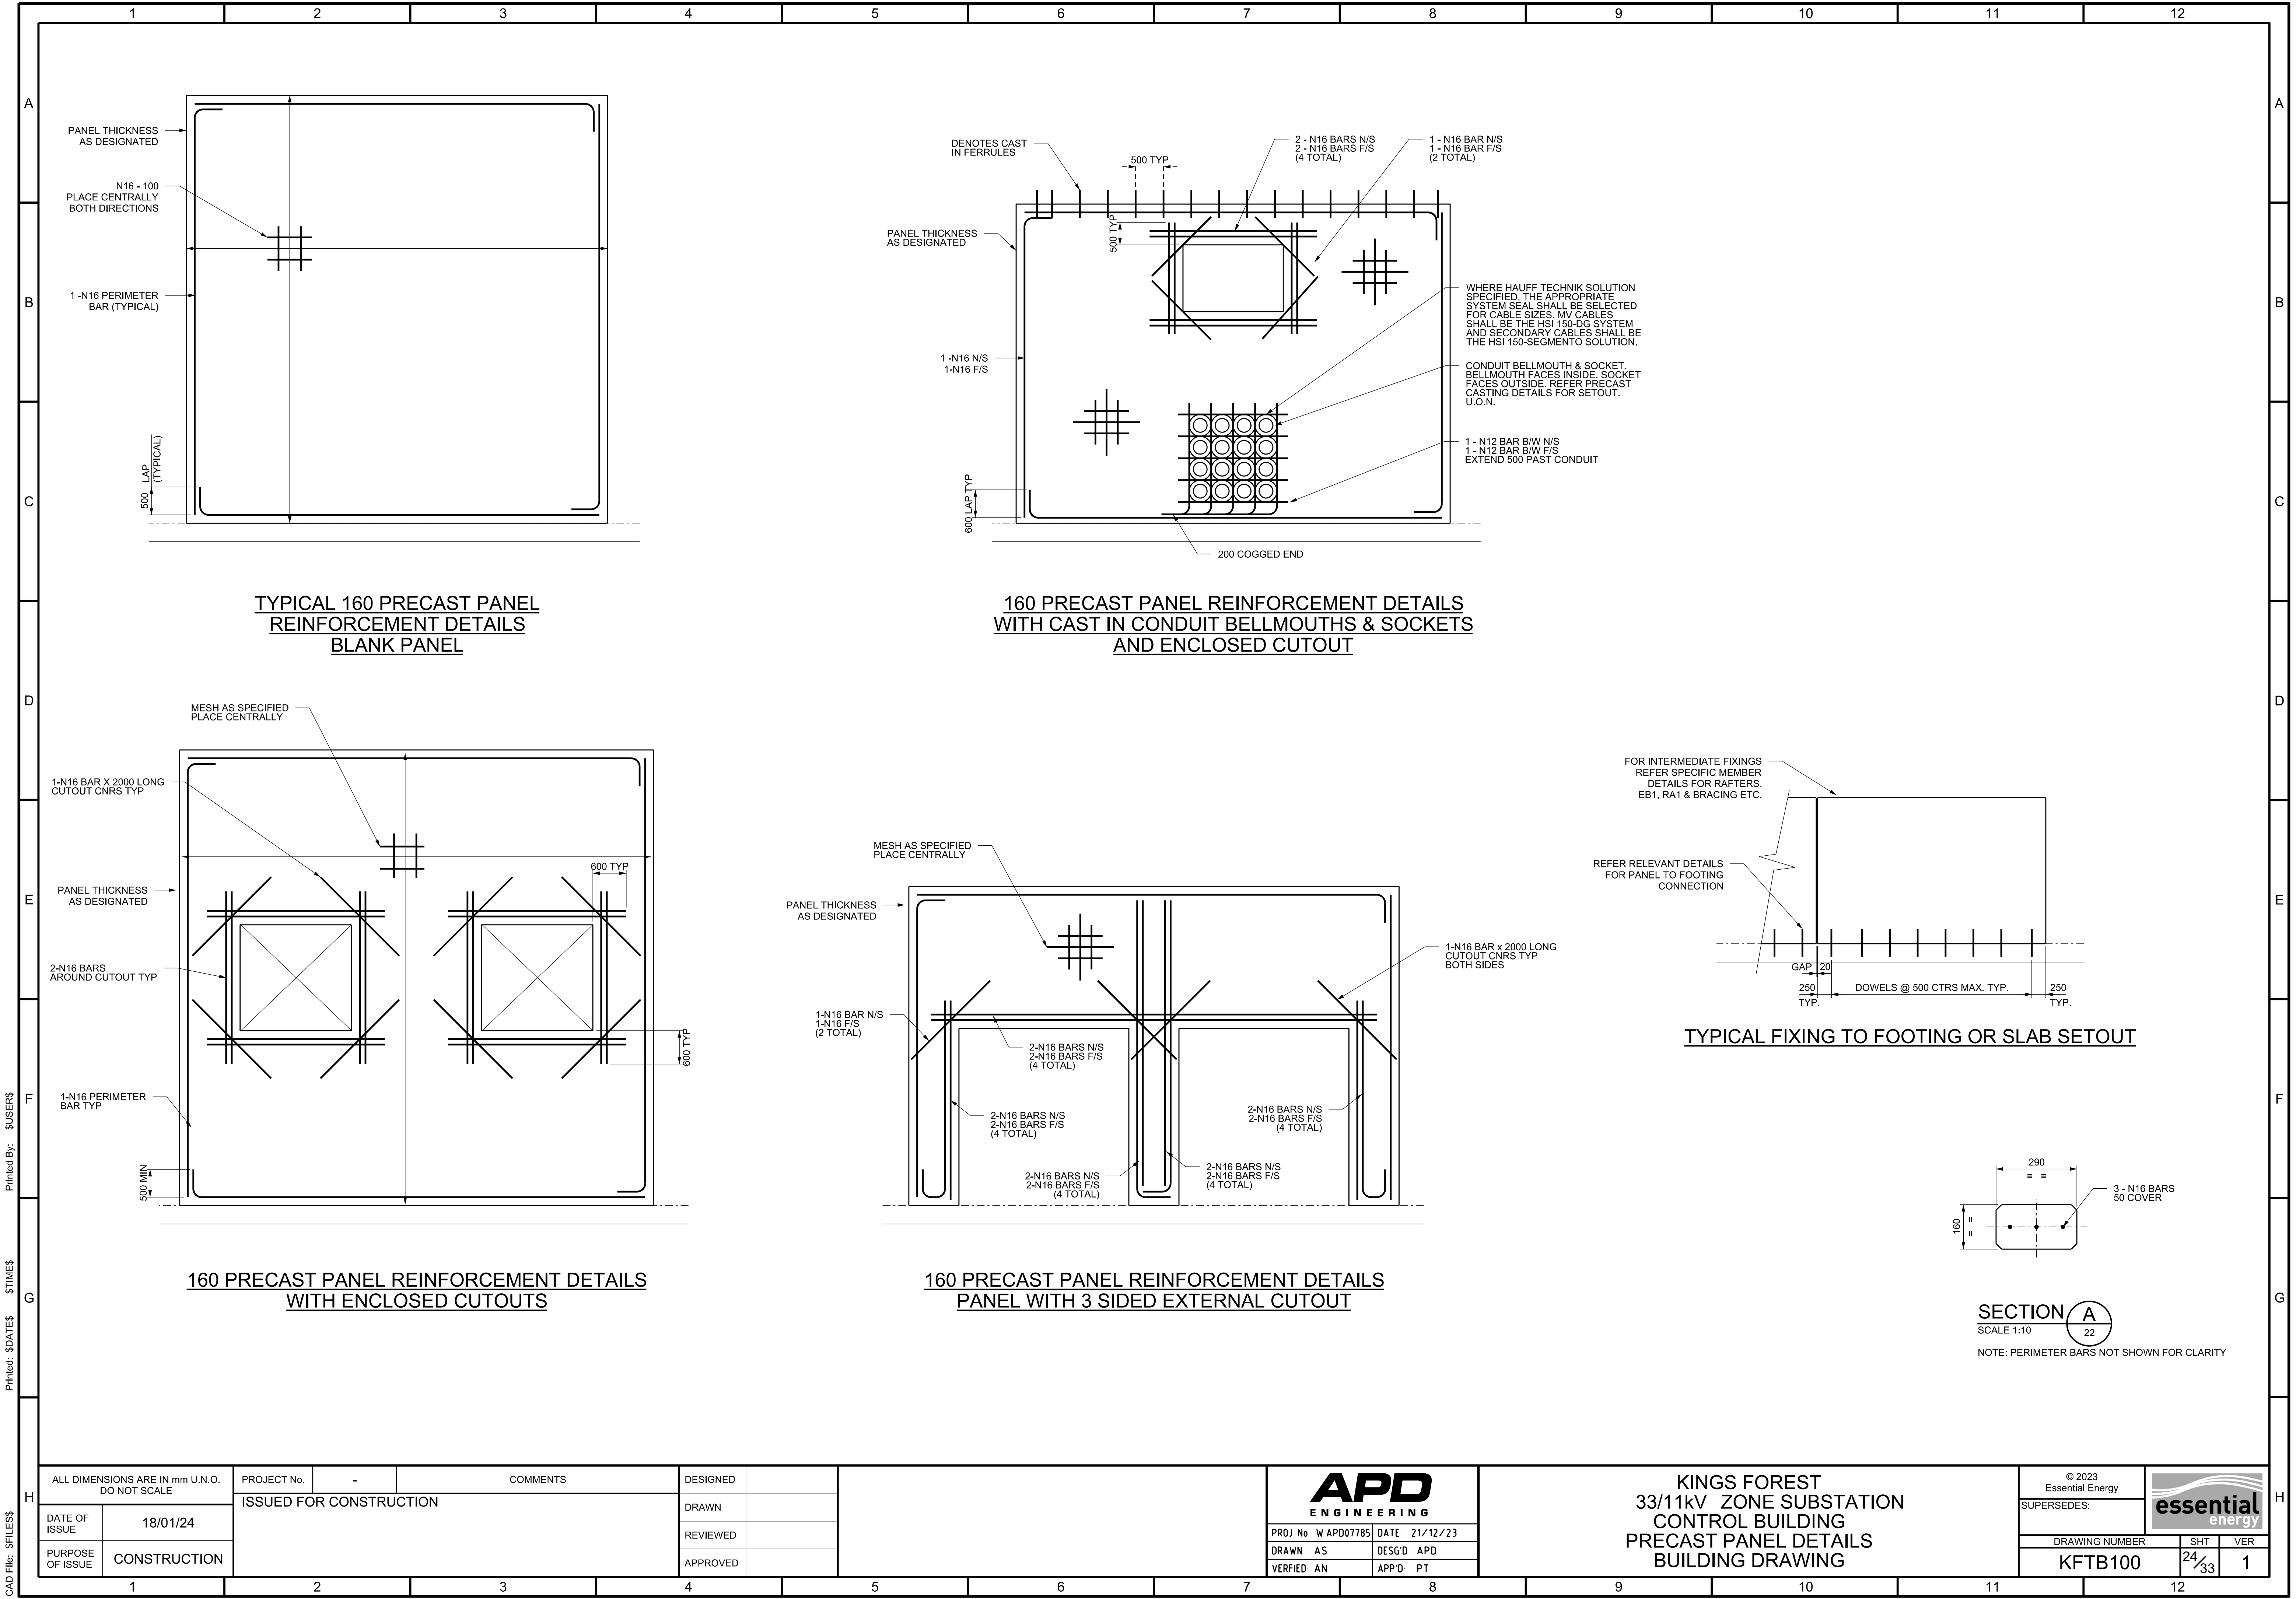 1 2 3 4 5 6 7 8 9 10 11 12
A
B
C
D
E
F
G
H
A
B
C
D
E
F
G
H
PANEL THICKNESS
AS DESIGNATED
N16 - 100
PLACE CENTRALLY
BOTH DIRECTIONS
1 -N16 PERIMETER
BAR (TYPICAL)
500 LAP
(TYPICAL)
TYPICAL 160 PRECAST PANEL
REINFORCEMENT DETAILS
BLANK PANEL
DENOTES CAST
IN FERRULES
500 TYP
2 - N16 BARS N/S
2 - N16 BARS F/S
(4 TOTAL)
1 - N16 BAR N/S
1 - N16 BAR F/S
(2 TOTAL)
PANEL THICKNESS
AS DESIGNATED
500 TYP
WHERE HAUFF TECHNIK SOLUTION
SPECIFIED, THE APPROPRIATE
SYSTEM SEAL SHALL BE SELECTED
FOR CABLE SIZES. MV CABLES
SHALL BE THE HSI 150-DG SYSTEM
AND SECONDARY CABLES SHALL BE
THE HSI 150-SEGMENTO SOLUTION.
1 -N16 N/S
1-N16 F/S
CONDUIT BELLMOUTH & SOCKET.
BELLMOUTH FACES INSIDE. SOCKET
FACES OUTSIDE. REFER PRECAST
CASTING DETAILS FOR SETOUT.
U.O.N.
1 - N12 BAR B/W N/S
1 - N12 BAR B/W F/S
EXTEND 500 PAST CONDUIT
600 LAP TYP
200 COGGED END
160 PRECAST PANEL REINFORCEMENT DETAILS
WITH CAST IN CONDUIT BELLMOUTHS & SOCKETS
AND ENCLOSED CUTOUT
MESH AS SPECIFIED
PLACE CENTRALLY
1-N16 BAR X 2000 LONG
CUTOUT CNRS TYP
600 TYP
PANEL THICKNESS
AS DESIGNATED
2-N16 BARS
AROUND CUTOUT TYP
600 TYP
1-N16 PERIMETER
BAR TYP
500 MIN
160 PRECAST PANEL REINFORCEMENT DETAILS
WITH ENCLOSED CUTOUTS
MESH AS SPECIFIED
PLACE CENTRALLY
PANEL THICKNESS
AS DESIGNATED
1-N16 BAR x 2000 LONG
CUTOUT CNRS TYP
BOTH SIDES
1-N16 BAR N/S
1-N16 F/S
(2 TOTAL)
2-N16 BARS N/S
2-N16 BARS F/S
(4 TOTAL)
2-N16 BARS N/S
2-N16 BARS F/S
(4 TOTAL)
2-N16 BARS N/S
2-N16 BARS F/S
(4 TOTAL)
2-N16 BARS N/S
2-N16 BARS F/S
(4 TOTAL)
2-N16 BARS N/S
2-N16 BARS F/S
(4 TOTAL)
160 PRECAST PANEL REINFORCEMENT DETAILS
PANEL WITH 3 SIDED EXTERNAL CUTOUT
FOR INTERMEDIATE FIXINGS
REFER SPECIFIC MEMBER
DETAILS FOR RAFTERS,
EB1, RA1 & BRACING ETC.
REFER RELEVANT DETAILS
FOR PANEL TO FOOTING
CONNECTION
GAP 20
250
TYP.
DOWELS @ 500 CTRS MAX. TYP.
250
TYP.
TYPICAL FIXING TO FOOTING OR SLAB SETOUT
290
= =
3 - N16 BARS
50 COVER
160
= =
SECTION A
SCALE 1:10 22
NOTE: PERIMETER BARS NOT SHOWN FOR CLARITY
Printed By: $USER$
Printed: $DATE$ $TIME$
CAD File: $FILES$
ALL DIMENSIONS ARE IN mm U.N.O.
DO NOT SCALE
DATE OF
ISSUE
18/01/24
PURPOSE
OF ISSUE
CONSTRUCTION
PROJECT No. - COMMENTS
ISSUED FOR CONSTRUCTION
DESIGNED
DRAWN
REVIEWED
APPROVED
APD
ENGINEERING
PROJ No W APD07785 DATE 21/12/23
DRAWN AS DESG'D APD
VERFIED AN APP'D PT
KINGS FOREST
33/11kV ZONE SUBSTATION
CONTROL BUILDING
PRECAST PANEL DETAILS
BUILDING DRAWING
© 2023
Essential Energy
SUPERSEDES:
essential
energy
DRAWING NUMBER SHT VER
KFTB100 24/33 1
1 2 3 4 5 6 7 8 9 10 11 12